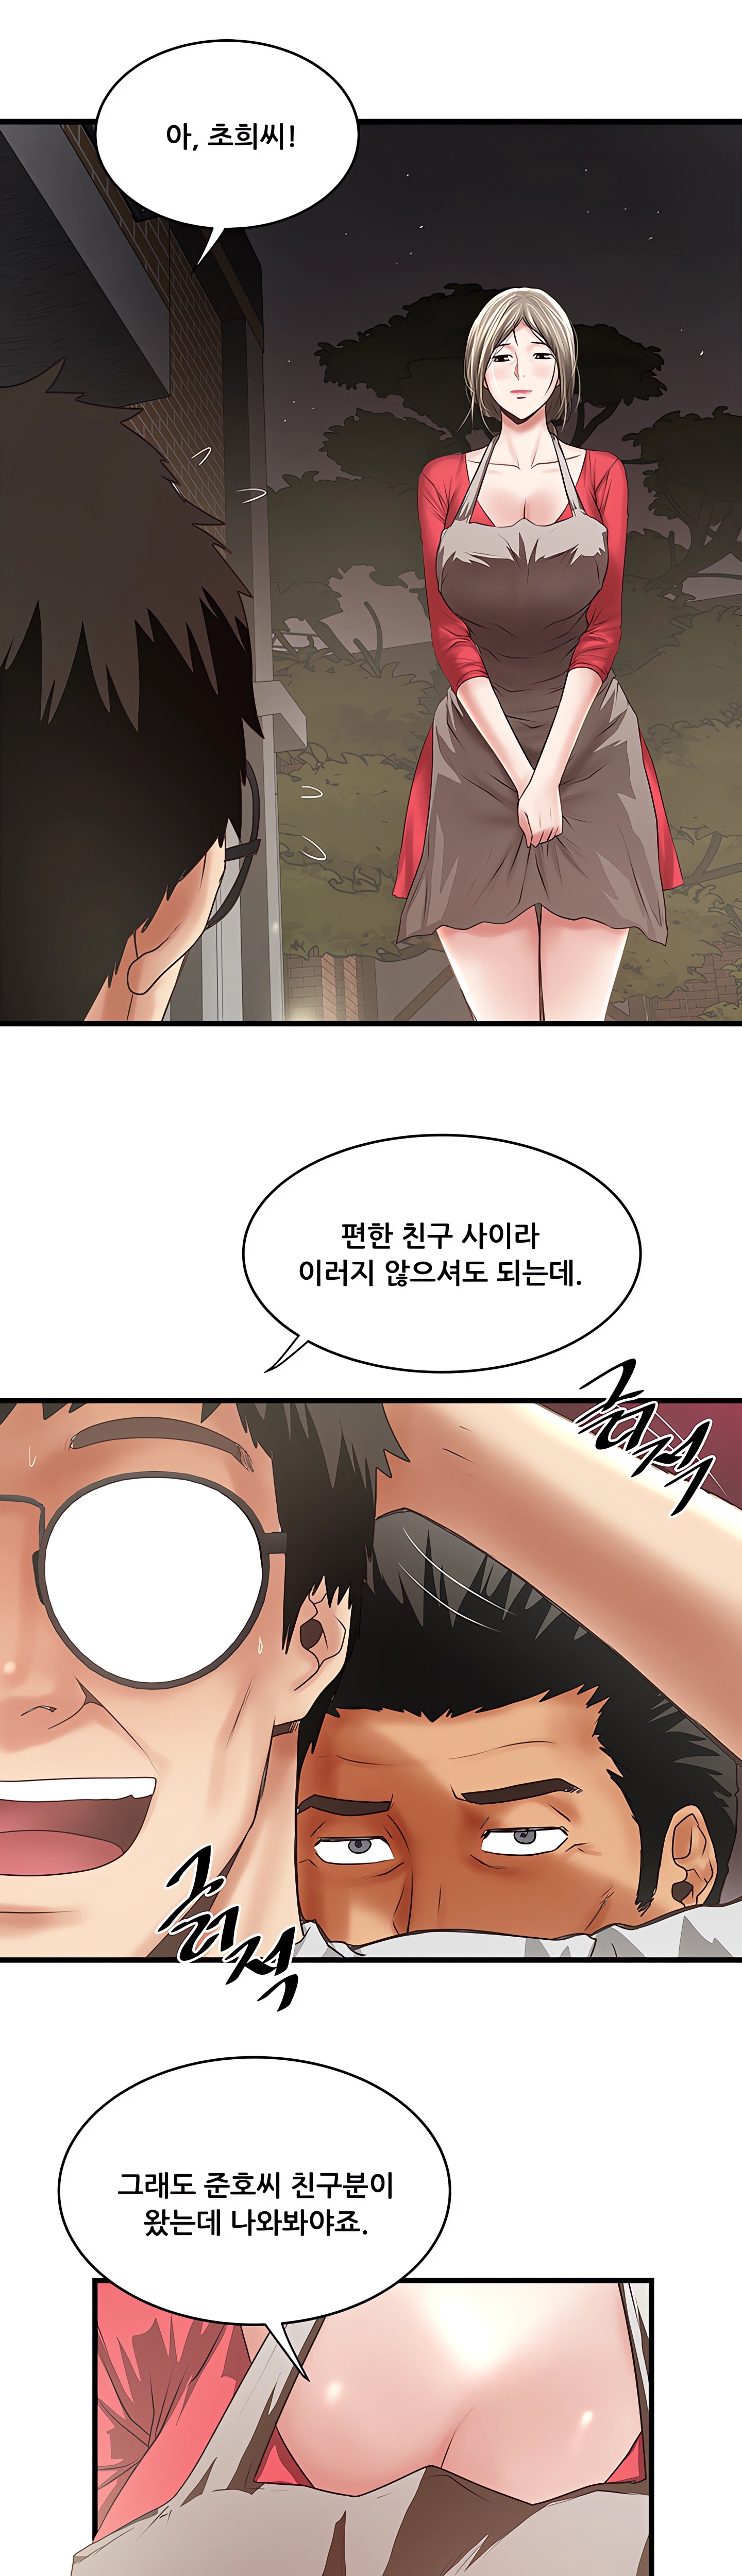 아, 초희씨!
편한 친구 사이라
이러지 않으셔도 되는데.
긁적
긁적
그래도 준호씨 친구분이
왔는데 나와봐야죠.